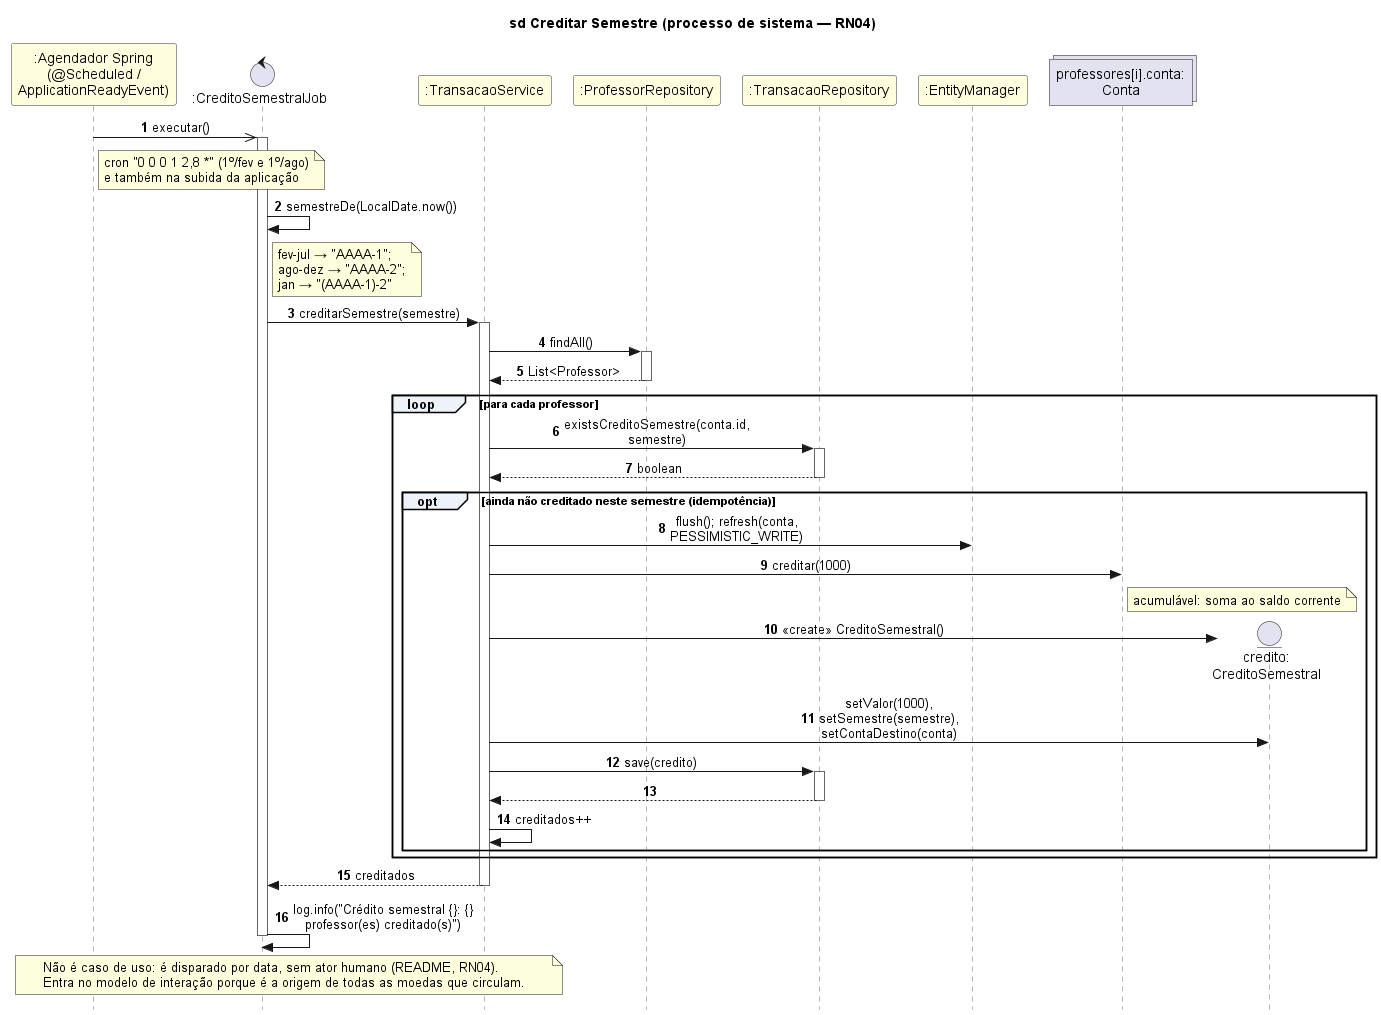 sd Creditar Semestre (processo de sistema — RN04)
:Agendador Spring
(@Scheduled /
ApplicationReadyEvent)
:CreditoSemestralJob
:TransacaoService
:ProfessorRepository
:TransacaoRepository
:EntityManager
professores[i].conta:
Conta
1 executar()
cron "0 0 0 1 2,8 *" (1º/fev e 1º/ago)
e também na subida da aplicação
2 semestreDe(LocalDate.now())
fev-jul → "AAAA-1";
ago-dez → "AAAA-2";
jan → "(AAAA-1)-2"
3 creditarSemestre(semestre)
4 findAll()
5 List<Professor>
loop [para cada professor]
6 existsCreditoSemestre(conta.id,
semestre)
7 boolean
opt [ainda não creditado neste semestre (idempotência)]
8 flush(); refresh(conta,
PESSIMISTIC_WRITE)
9 creditar(1000)
acumulável: soma ao saldo corrente
10 «create» CreditoSemestral()
credito:
CreditoSemestral
setValor(1000),
11 setSemestre(semestre),
setContaDestino(conta)
12 save(credito)
13
14 creditados++
15 creditados
16 log.info("Crédito semestral {}: {}
professor(es) creditado(s)")
Não é caso de uso: é disparado por data, sem ator humano (README, RN04).
Entra no modelo de interação porque é a origem de todas as moedas que circulam.